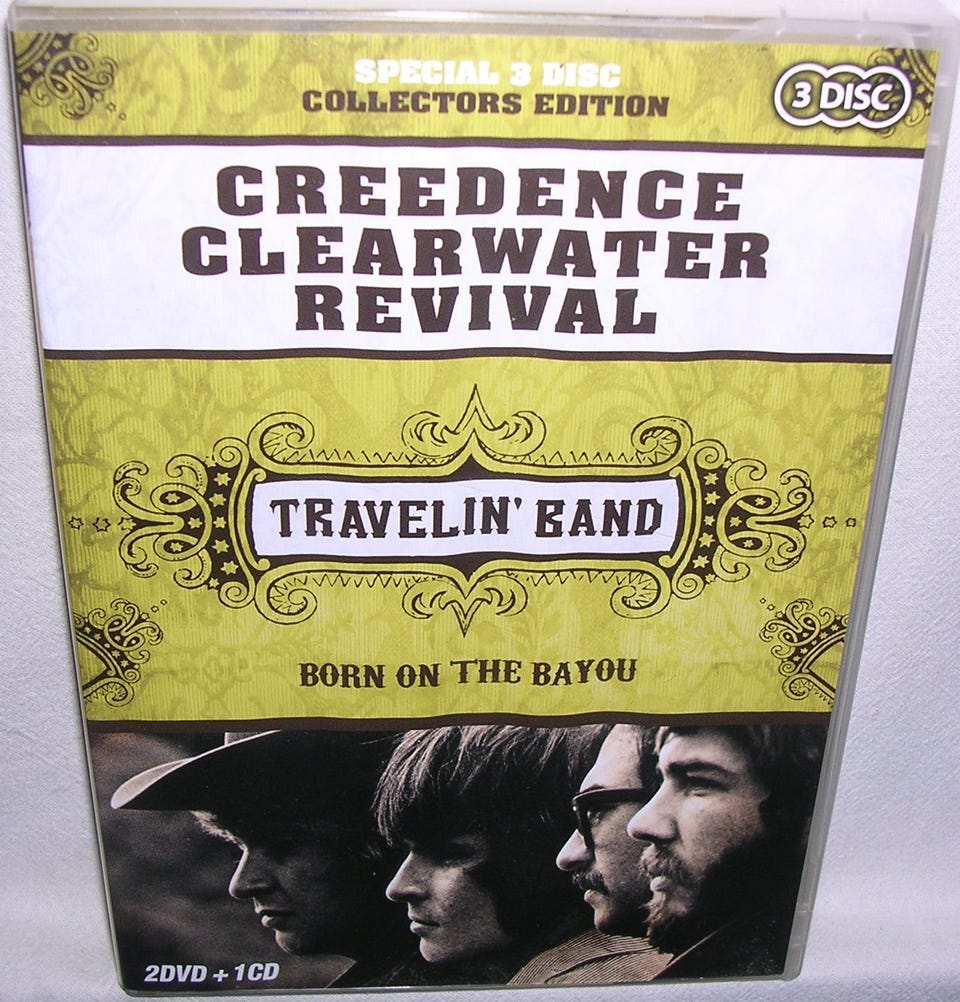 SPECIAL 3 DISC
COLLECTORS EDITION
3 DISC
CREEDENCE
CLEARWATER
REVIVAL
TRAVELIN' BAND
BORN ON THE BAYOU
2DVD + 1CD